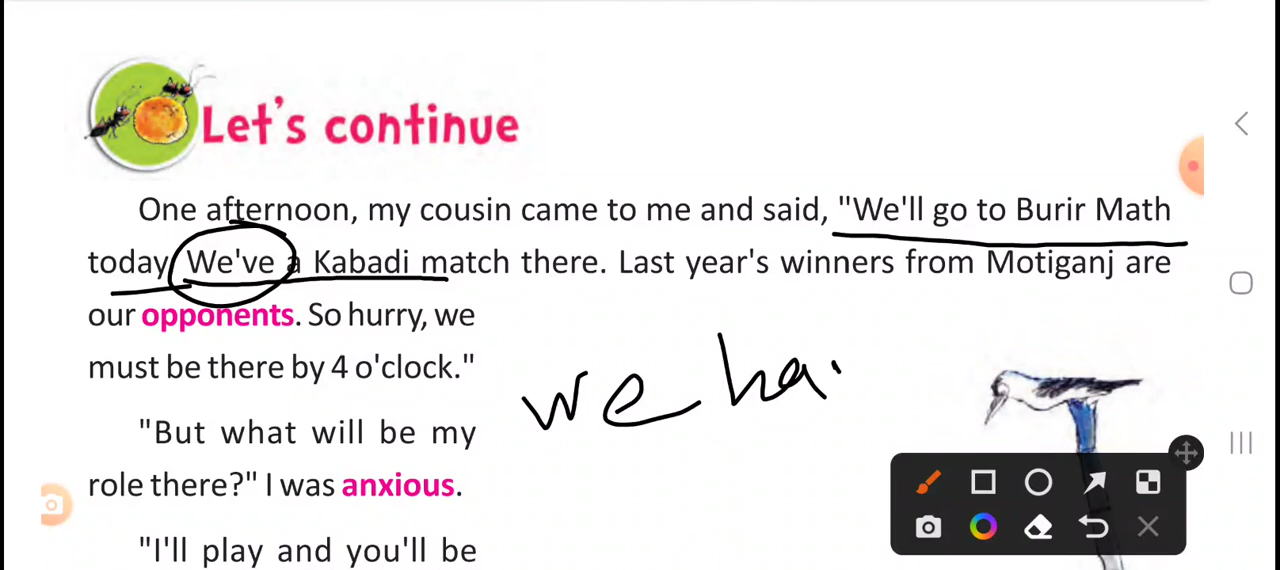 Let's continue
One afternoon, my cousin came to me and said, "We'll go to Burir Math
today We've a Kabadi match there. Last year's winners from Motiganj are
our opponents. So hurry, we
must be there by 4 o'clock."
we ha
"But what will be my
role there?" I was anxious.
"I'll play and you'll be